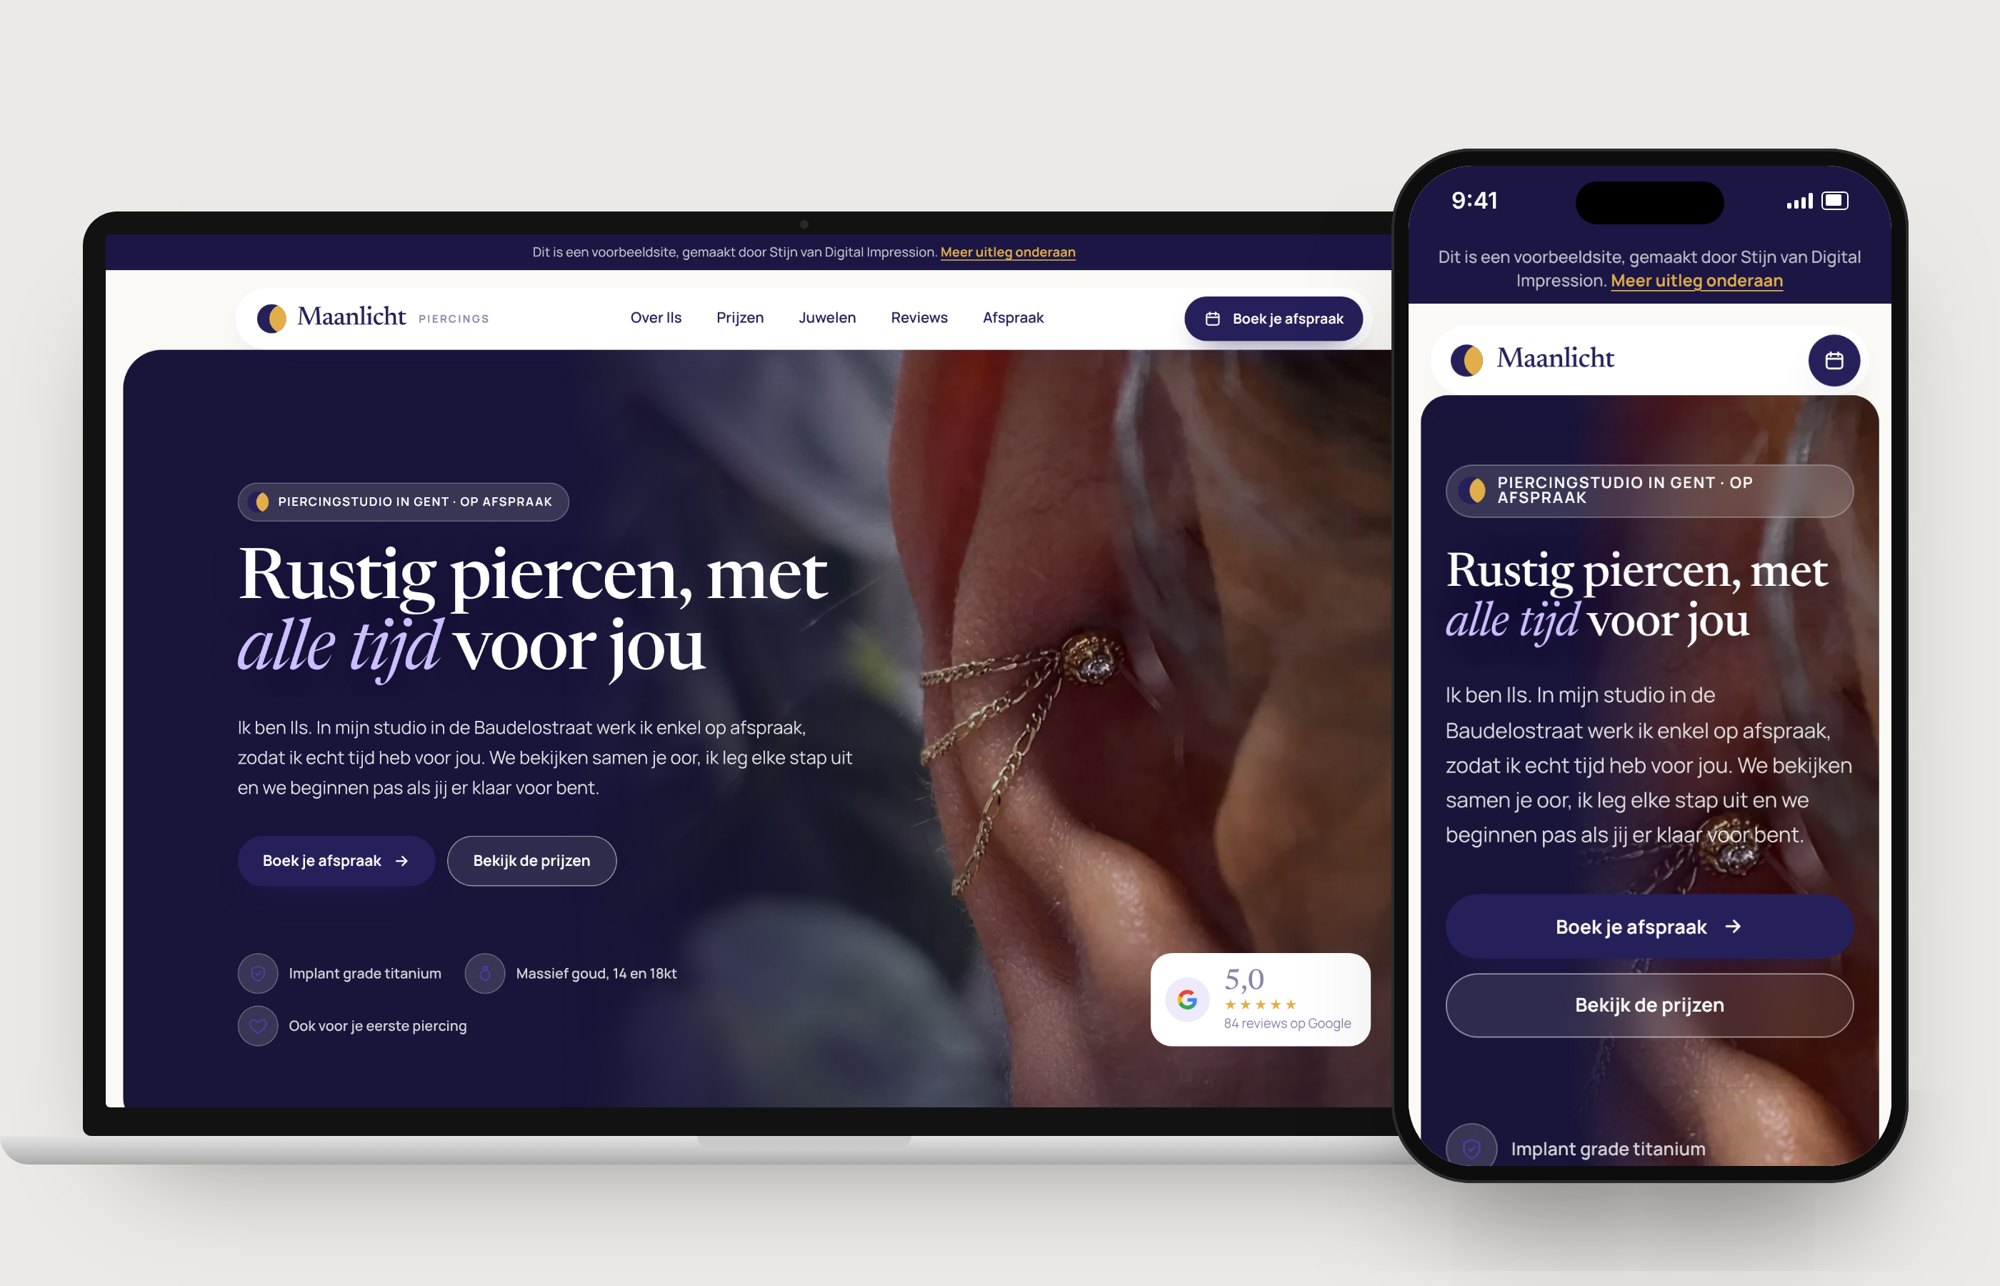 Dit is een voorbeeldsite, gemaakt door Stijn van Digital Impression. Meer uitleg onderaan
Maanlicht PIERCINGS
Over Ils
Prijzen
Juwelen
Reviews
Afspraak
Boek je afspraak
PIERCINGSTUDIO IN GENT · OP AFSPRAAK
Rustig piercen, met
alle tijd voor jou
Ik ben Ils. In mijn studio in de Baudelostraat werk ik enkel op afspraak,
zodat ik echt tijd heb voor jou. We bekijken samen je oor, ik leg elke stap uit
en we beginnen pas als jij er klaar voor bent.
Boek je afspraak →
Bekijk de prijzen
Implant grade titanium
Massief goud, 14 en 18kt
Ook voor je eerste piercing
5,0
★★★★★
84 reviews op Google
9:41
Dit is een voorbeeldsite, gemaakt door Stijn van Digital
Impression. Meer uitleg onderaan
Maanlicht
PIERCINGSTUDIO IN GENT · OP
AFSPRAAK
Rustig piercen, met
alle tijd voor jou
Ik ben Ils. In mijn studio in de
Baudelostraat werk ik enkel op afspraak,
zodat ik echt tijd heb voor jou. We bekijken
samen je oor, ik leg elke stap uit en we
beginnen pas als jij er klaar voor bent.
Boek je afspraak →
Bekijk de prijzen
Implant grade titanium